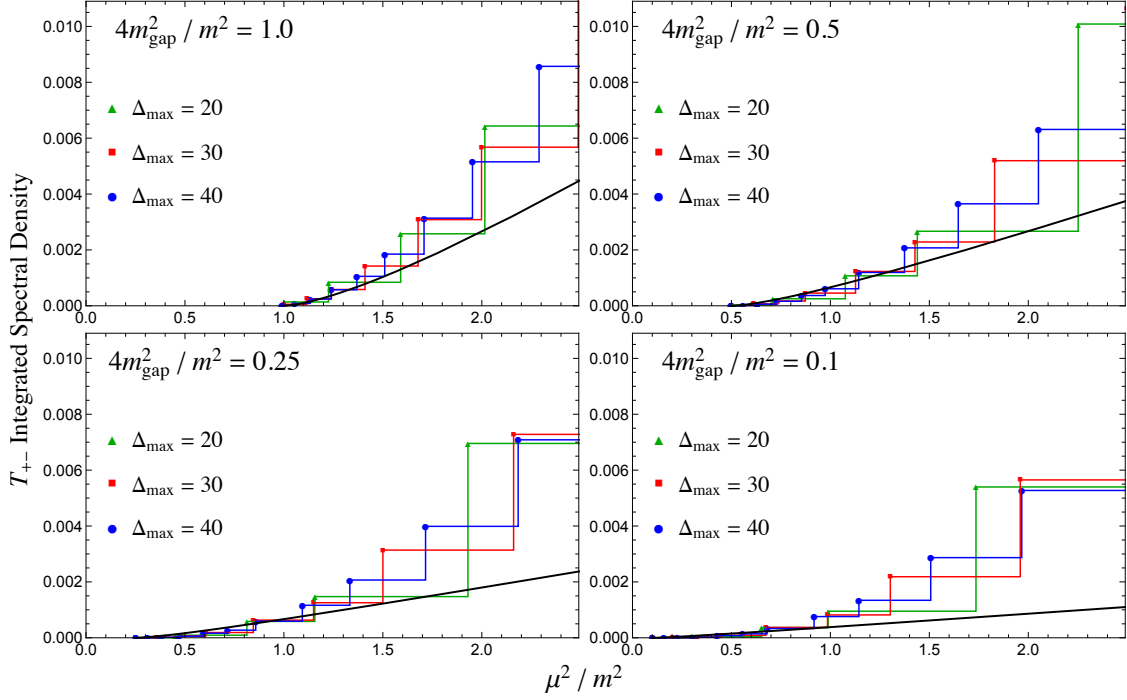 4m²gap / m² = 1.0
Δmax = 20
Δmax = 30
Δmax = 40
0.000
0.002
0.004
0.006
0.008
0.010
0.0 0.5 1.0 1.5 2.0
4m²gap / m² = 0.5
Δmax = 20
Δmax = 30
Δmax = 40
0.000
0.002
0.004
0.006
0.008
0.010
0.0 0.5 1.0 1.5 2.0
4m²gap / m² = 0.25
Δmax = 20
Δmax = 30
Δmax = 40
0.000
0.002
0.004
0.006
0.008
0.010
0.0 0.5 1.0 1.5 2.0
4m²gap / m² = 0.1
Δmax = 20
Δmax = 30
Δmax = 40
0.000
0.002
0.004
0.006
0.008
0.010
0.0 0.5 1.0 1.5 2.0
T+− Integrated Spectral Density
μ² / m²